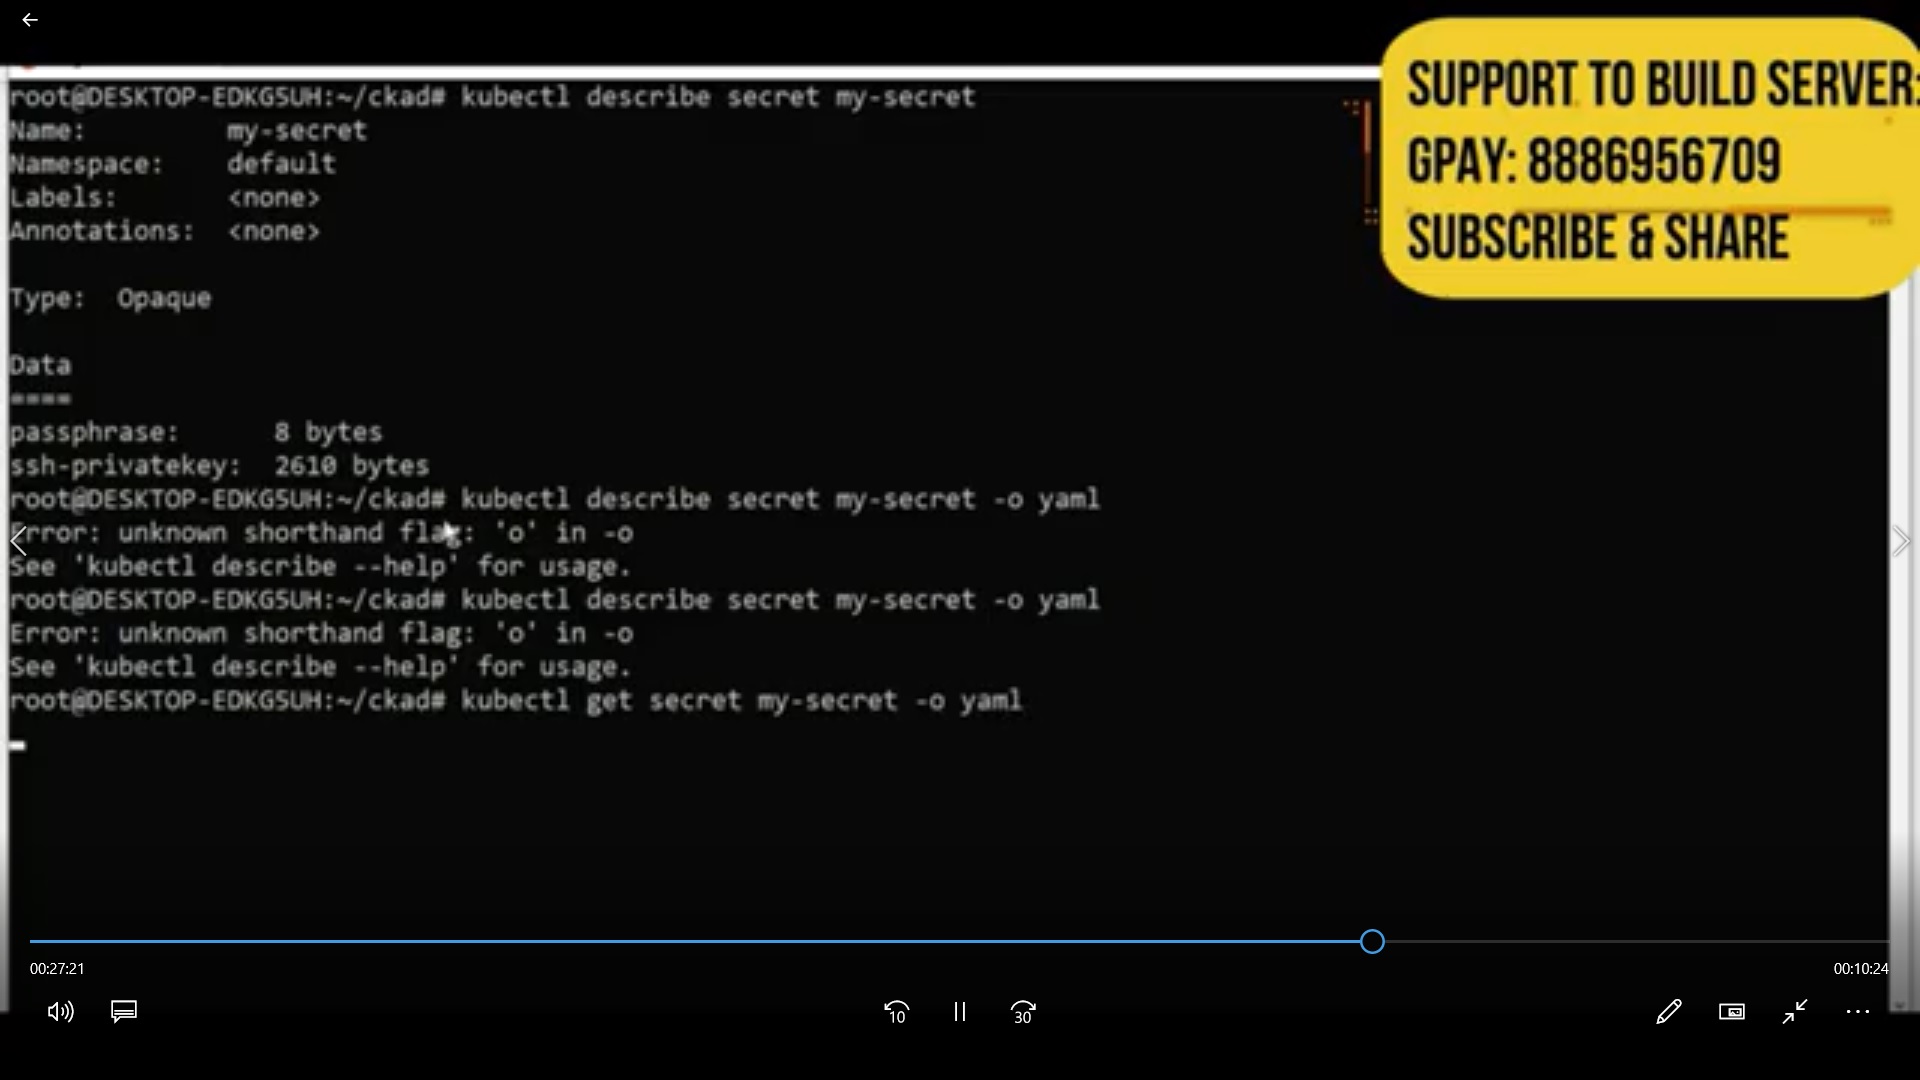 root@DESKTOP-EDKG5UH:~/ckad# kubectl describe secret my-secret
Name: my-secret
Namespace: default
Labels: <none>
Annotations: <none>
Type: Opaque
Data
====
passphrase: 8 bytes
ssh-privatekey: 2610 bytes
root@DESKTOP-EDKG5UH:~/ckad# kubectl describe secret my-secret -o yaml
Error: unknown shorthand flag: 'o' in -o
See 'kubectl describe --help' for usage.
root@DESKTOP-EDKG5UH:~/ckad# kubectl describe secret my-secret -o yaml
Error: unknown shorthand flag: 'o' in -o
See 'kubectl describe --help' for usage.
root@DESKTOP-EDKG5UH:~/ckad# kubectl get secret my-secret -o yaml
SUPPORT TO BUILD SERVER:
GPAY: 8886956709
SUBSCRIBE & SHARE
00:27:21
00:10:24
10
30